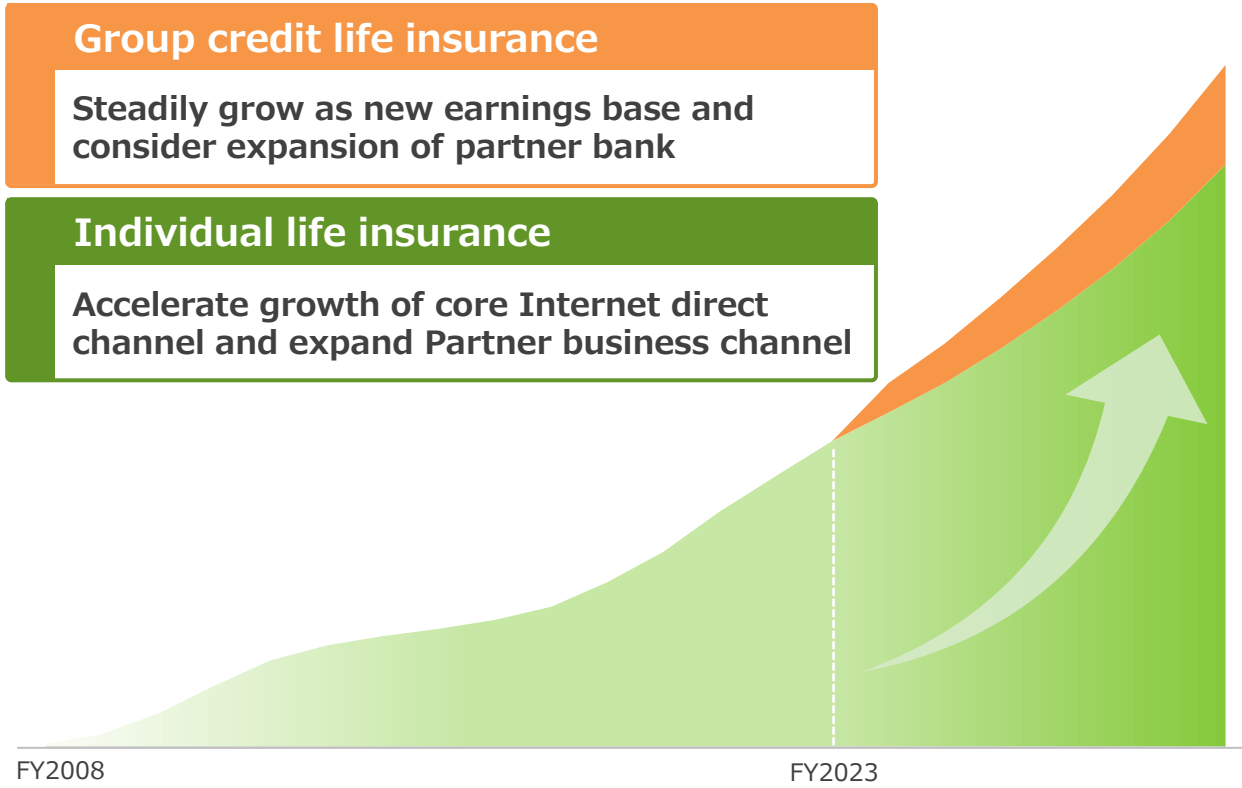 Group credit life insurance
Steadily grow as new earnings base and
consider expansion of partner bank
Individual life insurance
Accelerate growth of core Internet direct
channel and expand Partner business channel
FY2008
FY2023